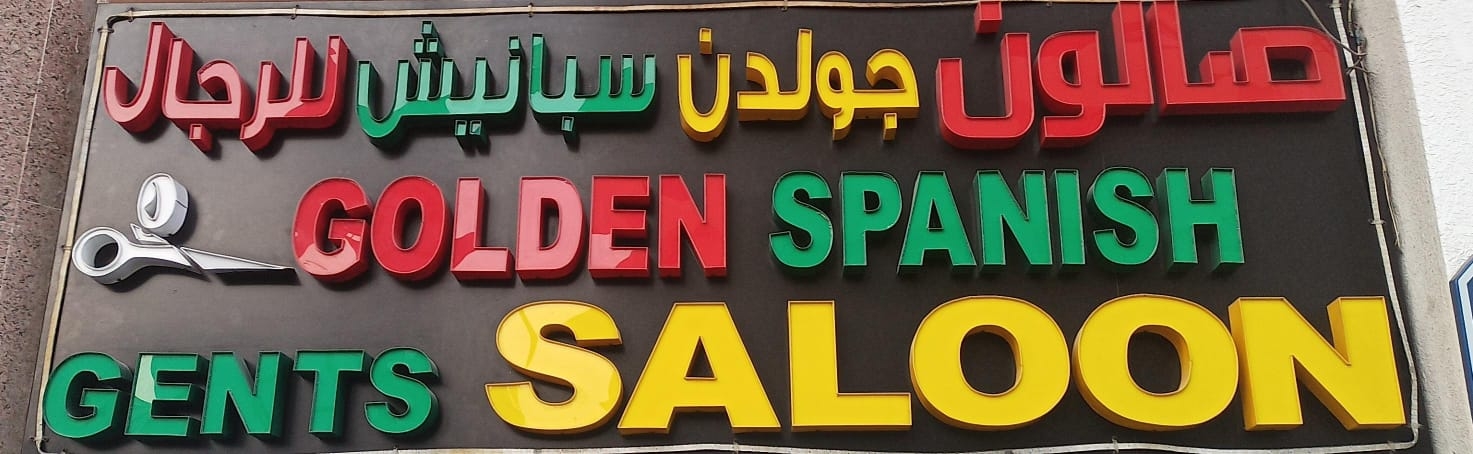 صالون جولدن سبانيش للرجال
GOLDEN SPANISH
GENTS SALOON